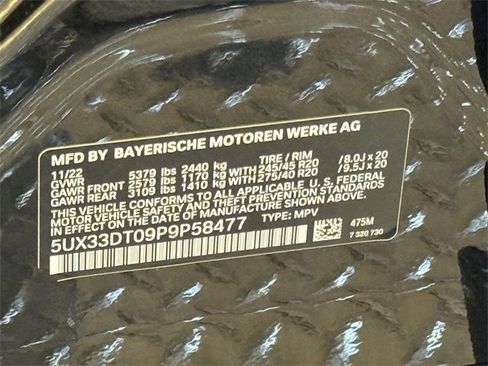 MFD BY BAYERISCHE MOTOREN WERKE AG
11/22 5379 lbs 2440 kg TIRE / RIM
GVWR
GAWR FRONT 2579 lbs 1170 kg 245/45 R20 / 8.0J x 20
GAWR REAR 3109 lbs 1410 kg 275/40 R20 / 9.5J x 20
THIS VEHICLE CONFORMS TO ALL APPLICABLE U.S. FEDERAL
MOTOR VEHICLE SAFETY AND THEFT PREVENTION STANDARDS
IN EFFECT ON THE DATE OF MANUFACTURE SHOWN ABOVE.
5UX33DT09P9P58477 TYPE: MPV
475M
7 320 730